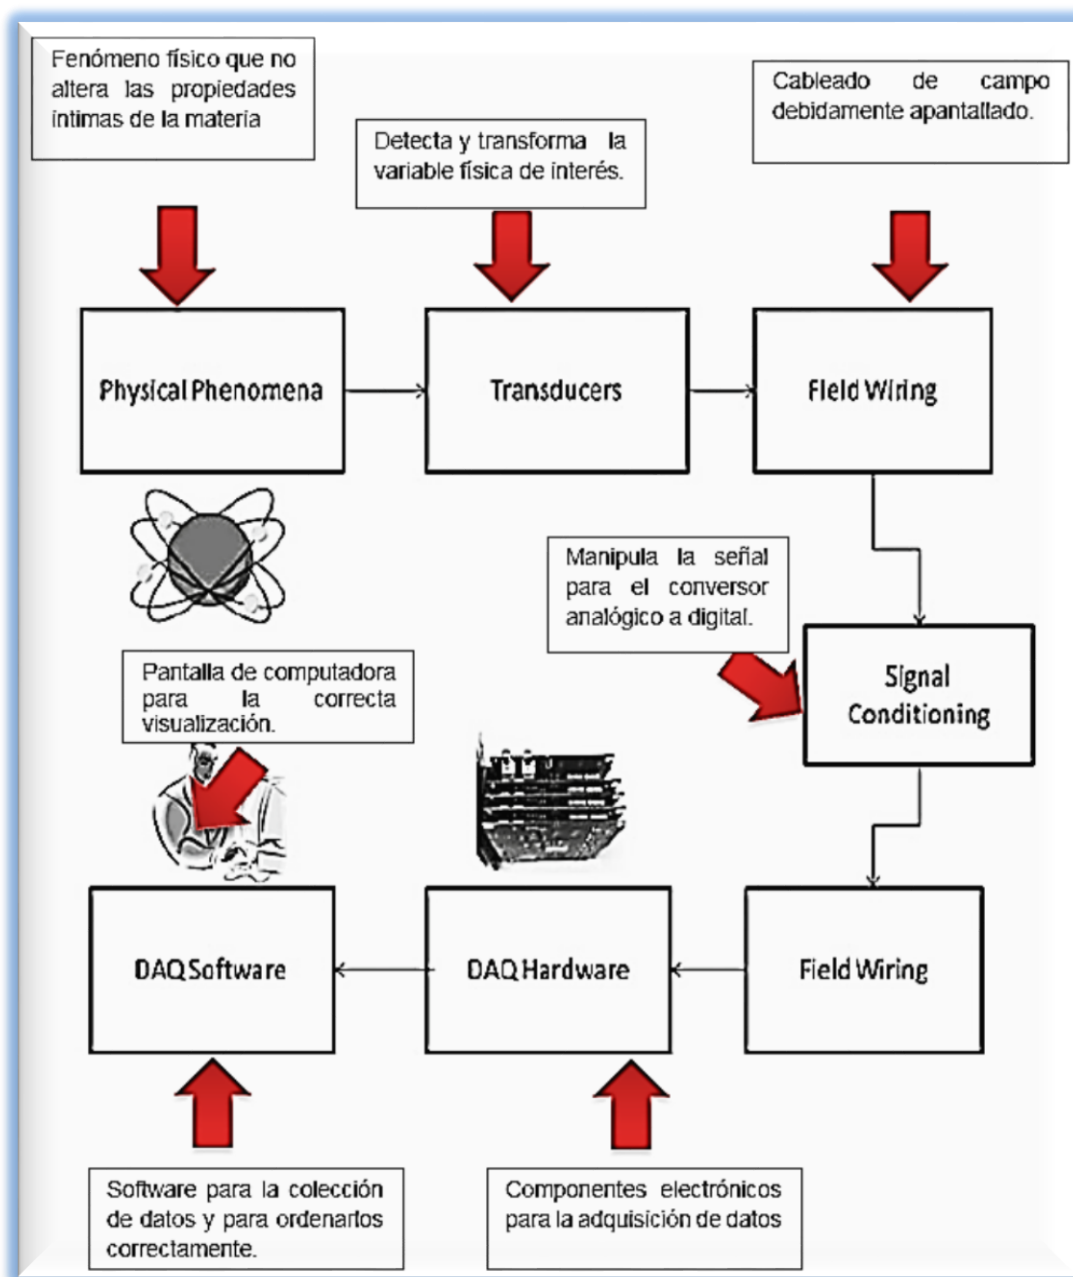 Fenómeno físico que no
altera las propiedades
íntimas de la materia
Detecta y transforma la
variable física de interés.
Cableado de campo
debidamente apantallado.
Physical Phenomena
Transducers
Field Wiring
Manipula la señal
para el conversor
analógico a digital.
Signal
Conditioning
Pantalla de computadora
para la correcta
visualización.
DAQ Software
DAQ Hardware
Field Wiring
Software para la colección
de datos y para ordenarlos
correctamente.
Componentes electrónicos
para la adquisición de datos